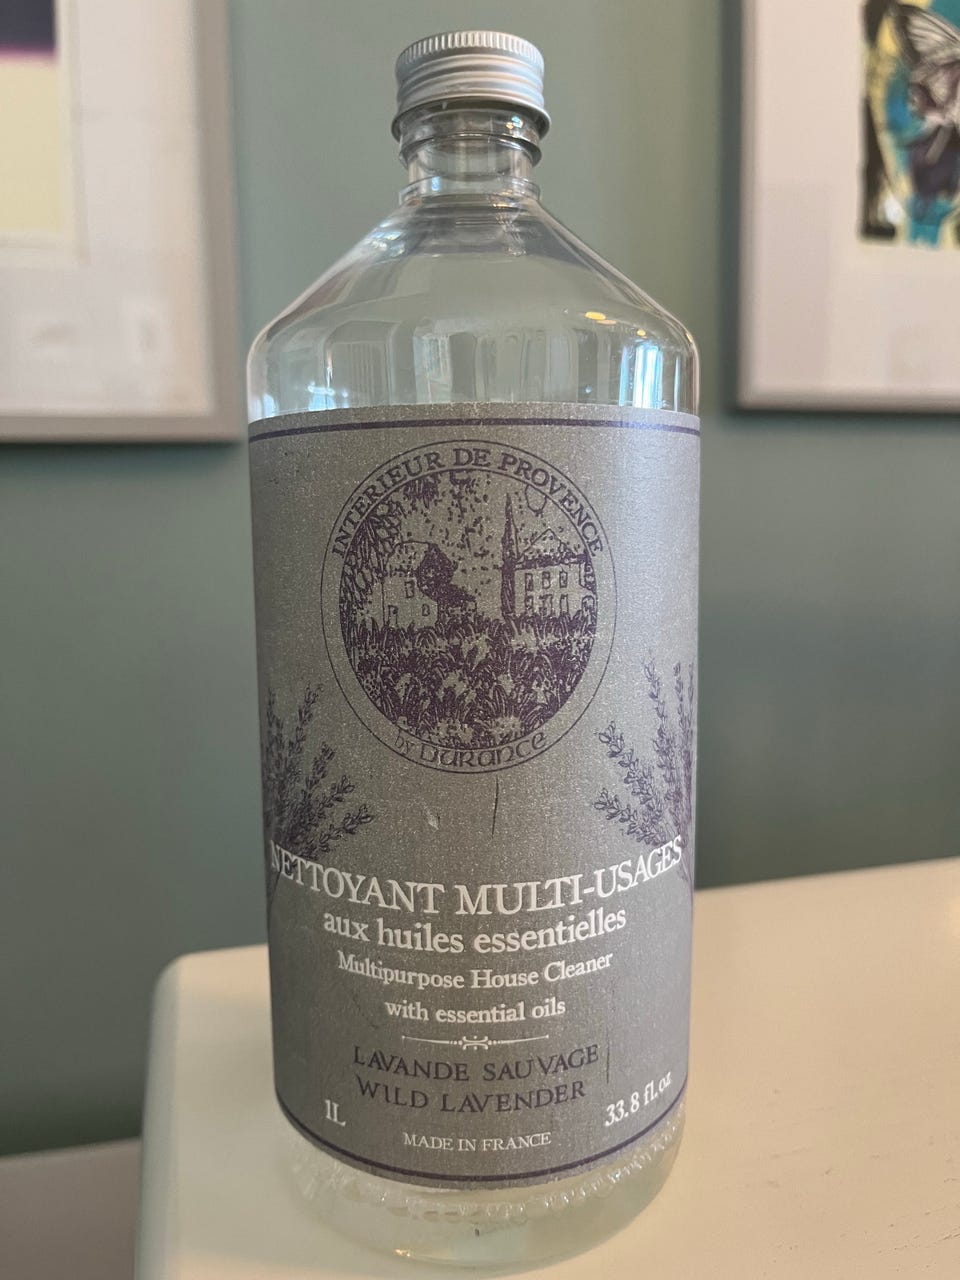 INTERIEUR DE PROVENCE
by DURANCE
NETTOYANT MULTI-USAGES
aux huiles essentielles
Multipurpose House Cleaner
with essential oils
LAVANDE SAUVAGE
WILD LAVENDER
1L
33.8 fl.oz
MADE IN FRANCE